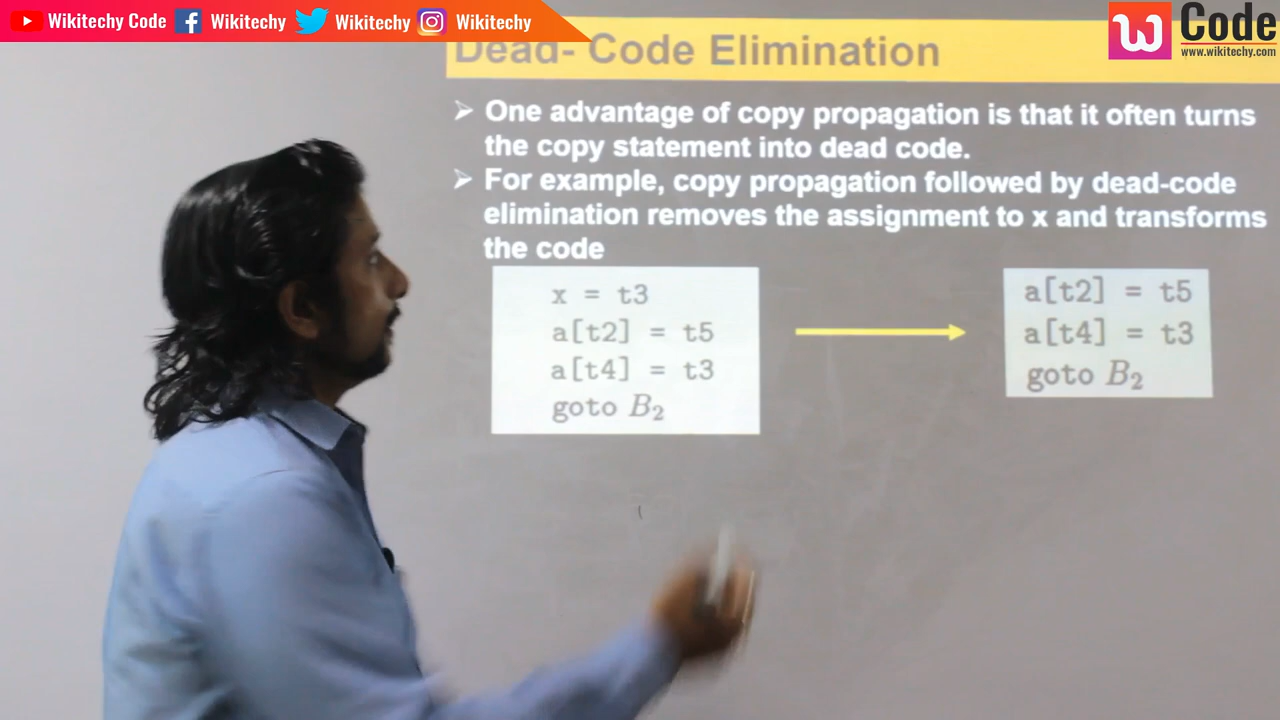 Wikitechy Code Wikitechy Wikitechy Wikitechy
W Code
www.wikitechy.com
Dead- Code Elimination
➢ One advantage of copy propagation is that it often turns
the copy statement into dead code.
➢ For example, copy propagation followed by dead-code
elimination removes the assignment to x and transforms
the code
x = t3
a[t2] = t5
a[t4] = t3
goto B₂
a[t2] = t5
a[t4] = t3
goto B₂